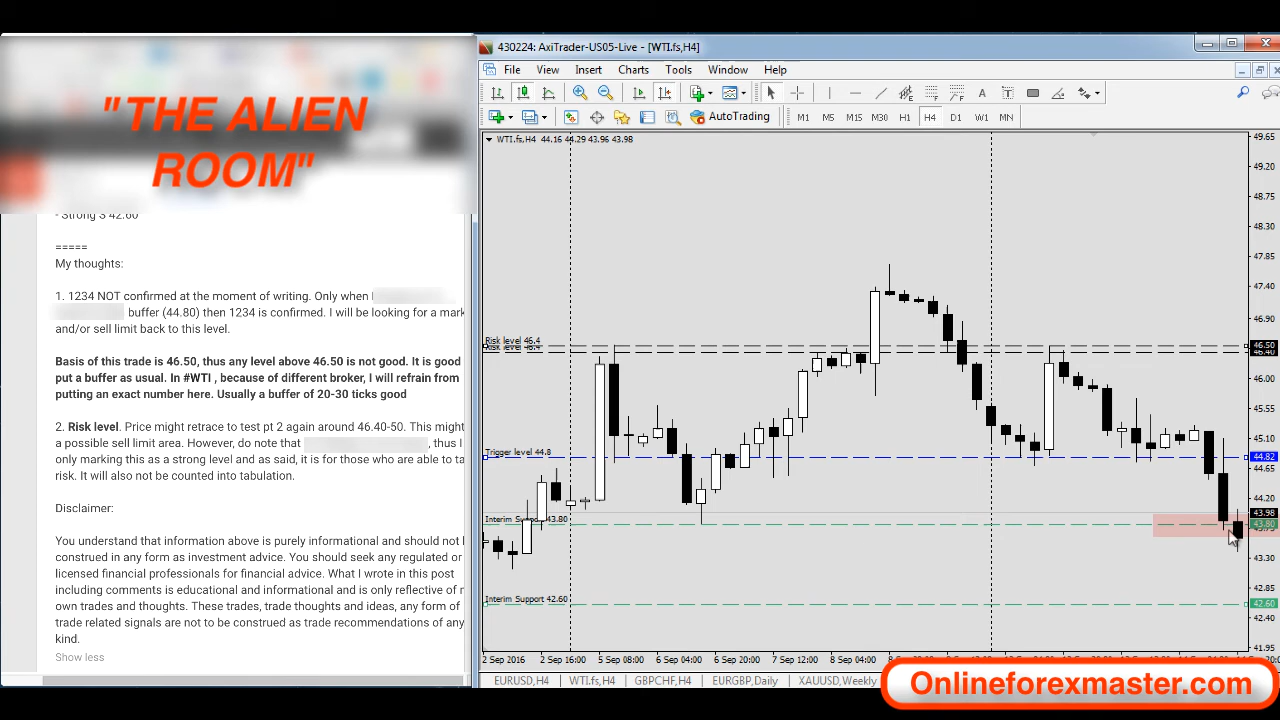 "THE ALIEN
ROOM"
- Strong S 42.60
=====
My thoughts:
1. 1234 NOT confirmed at the moment of writing. Only when
buffer (44.80) then 1234 is confirmed. I will be looking for a mark
and/or sell limit back to this level.
Basis of this trade is 46.50, thus any level above 46.50 is not good. It is good
put a buffer as usual. In #WTI , because of different broker, I will refrain from
putting an exact number here. Usually a buffer of 20-30 ticks good
2. Risk level. Price might retrace to test pt 2 again around 46.40-50. This might
a possible sell limit area. However, do note that , thus I
only marking this as a strong level and as said, it is for those who are able to ta
risk. It will also not be counted into tabulation.
Disclaimer:
You understand that information above is purely informational and should not
construed in any form as investment advice. You should seek any regulated or
licensed financial professionals for financial advice. What I wrote in this post
including comments is educational and informational and is only reflective of
own trades and thoughts. These trades, trade thoughts and ideas, any form of
trade related signals are not to be construed as trade recommendations of any
kind.
Show less
430224: AxiTrader-US05-Live - [WTI.fs,H4]
File View Insert Charts Tools Window Help
AutoTrading M1 M5 M15 M30 H1 H4 D1 W1 MN
WTI.fs,H4 44.16 44.29 43.96 43.98
Risk level 46.4
Trigger level 44.8
Interim Support 43.80
Interim Support 42.60
49.65
49.20
48.75
48.30
47.85
47.40
46.90
46.50
46.40
46.00
45.55
45.10
44.82
44.65
44.20
43.98
43.80
43.30
42.85
42.60
42.40
41.95
2 Sep 2016 2 Sep 16:00 5 Sep 08:00 6 Sep 04:00 6 Sep 20:00 7 Sep 12:00 8 Sep 04:00
EURUSD,H4 WTI.fs,H4 GBPCHF,H4 EURGBP,Daily XAUUSD,Weekly
Onlineforexmaster.com